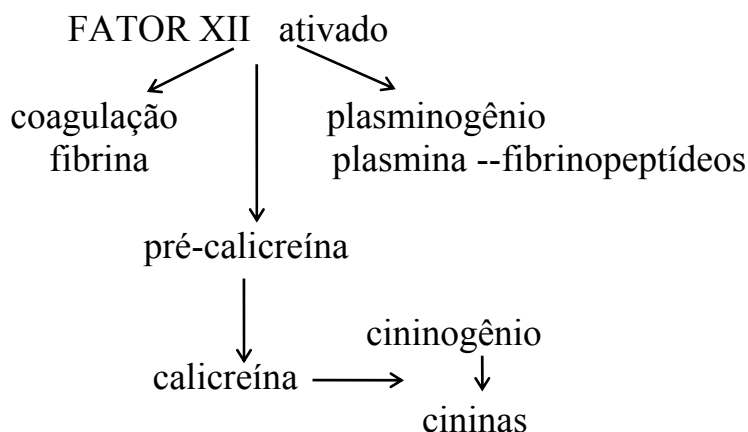 FATOR XII ativado
coagulação plasminogênio
fibrina plasmina --fibrinopeptídeos
pré-calicreína
cininogênio
calicreína
cininas